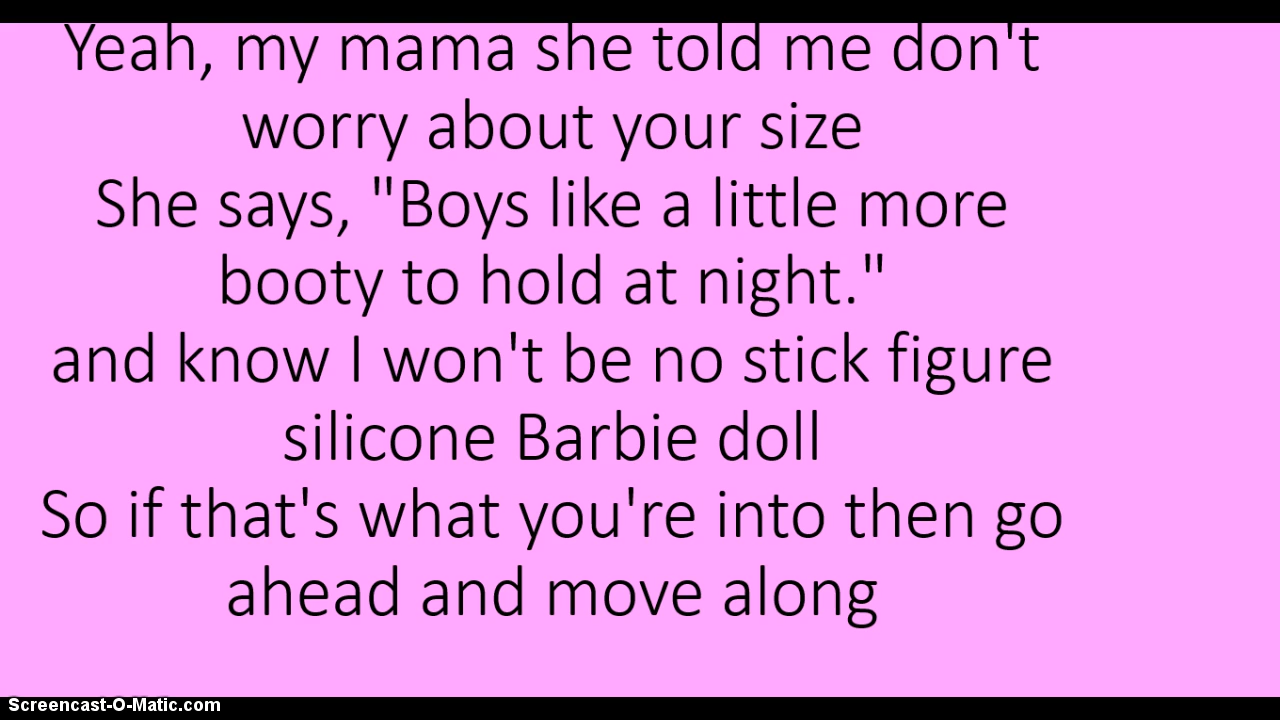 Yeah, my mama she told me don't
worry about your size
She says, "Boys like a little more
booty to hold at night."
and know I won't be no stick figure
silicone Barbie doll
So if that's what you're into then go
ahead and move along
Screencast-O-Matic.com